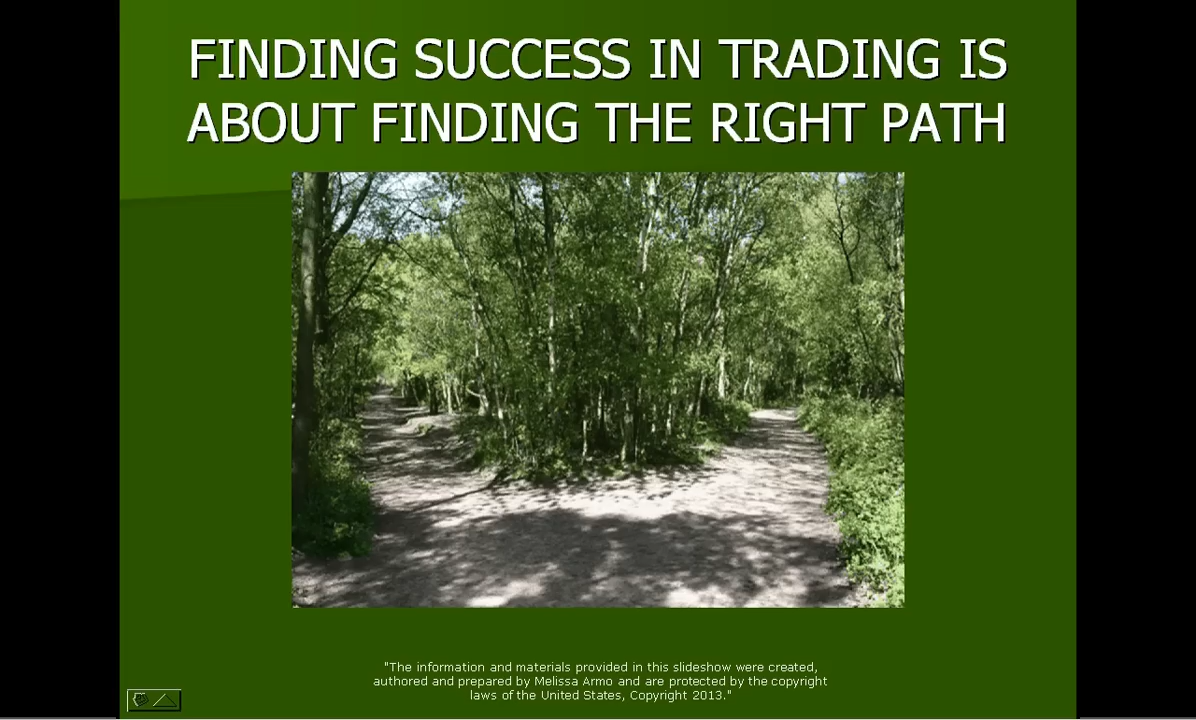 FINDING SUCCESS IN TRADING IS
ABOUT FINDING THE RIGHT PATH
"The information and materials provided in this slideshow were created,
authored and prepared by Melissa Armo and are protected by the copyright
laws of the United States, Copyright 2013."